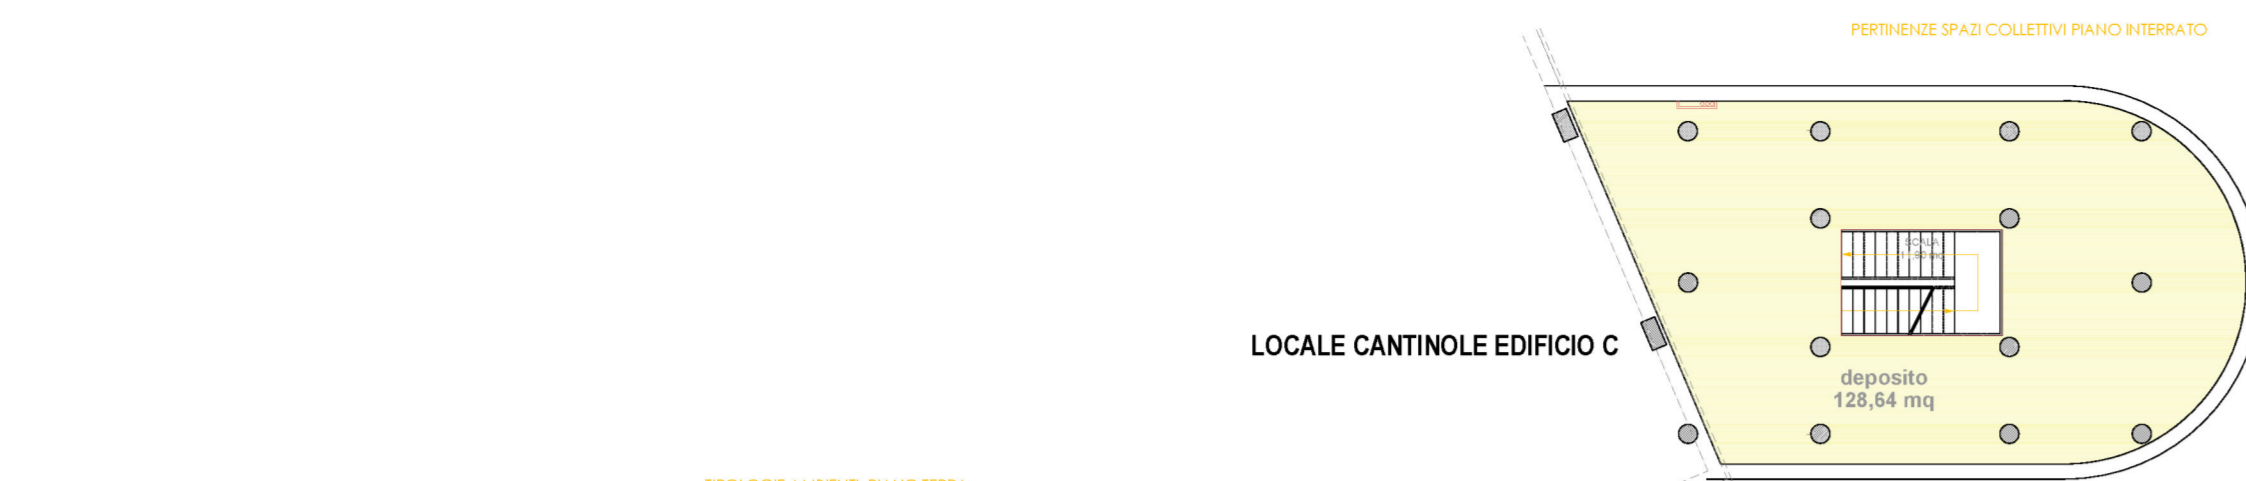 PERTINENZE SPAZI COLLETTIVI PIANO INTERRATO
SCALA
LOCALE CANTINOLE EDIFICIO C
deposito
128,64 mq